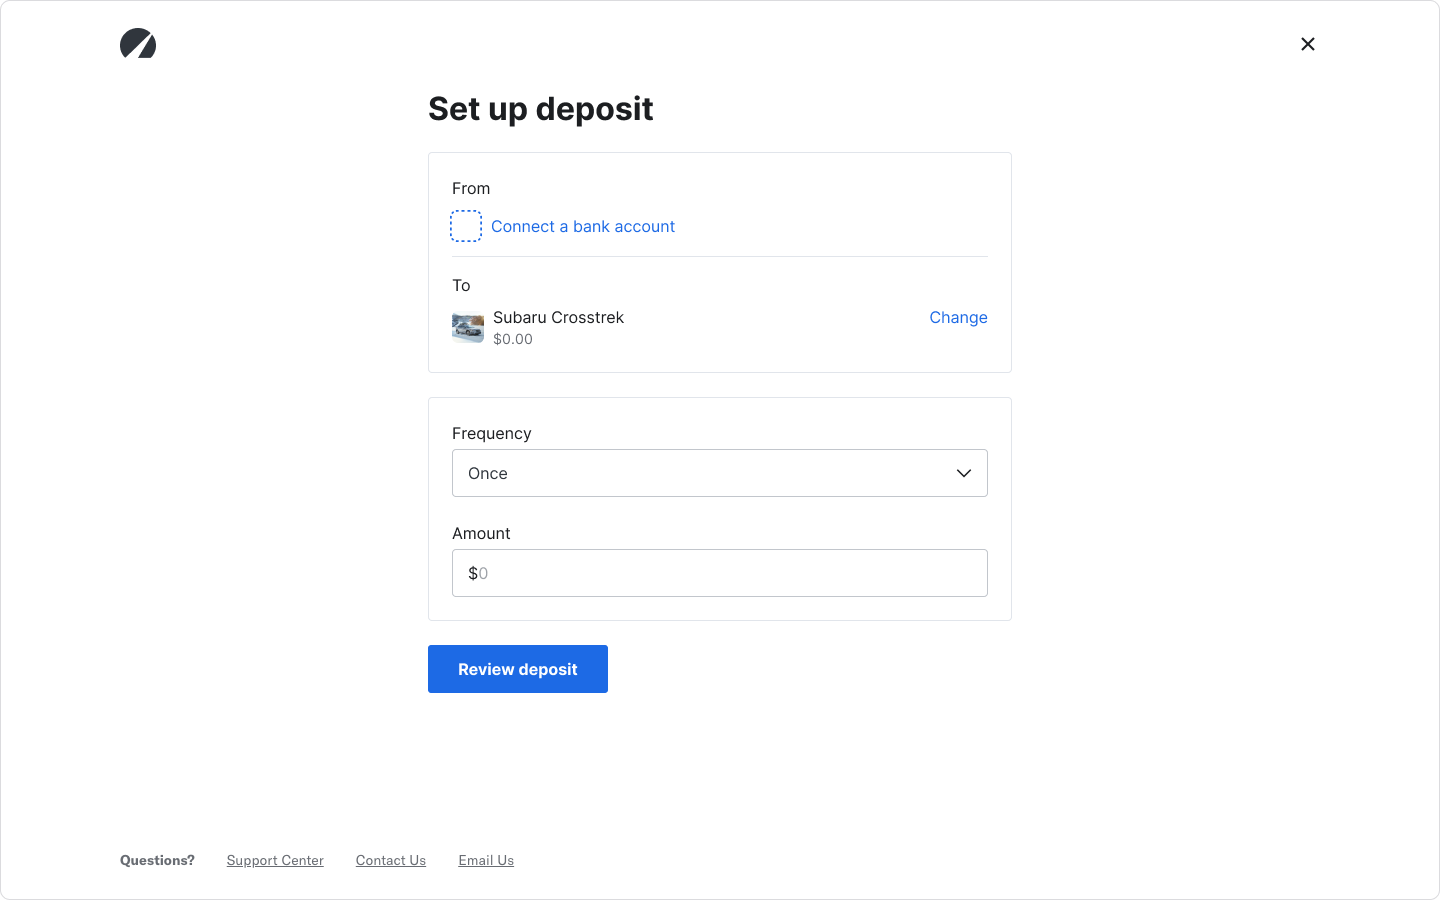 Set up deposit
From
Connect a bank account
To
Subaru Crosstrek
Change
$0.00
Frequency
Once
Amount
$0
Review deposit
Questions? Support Center Contact Us Email Us